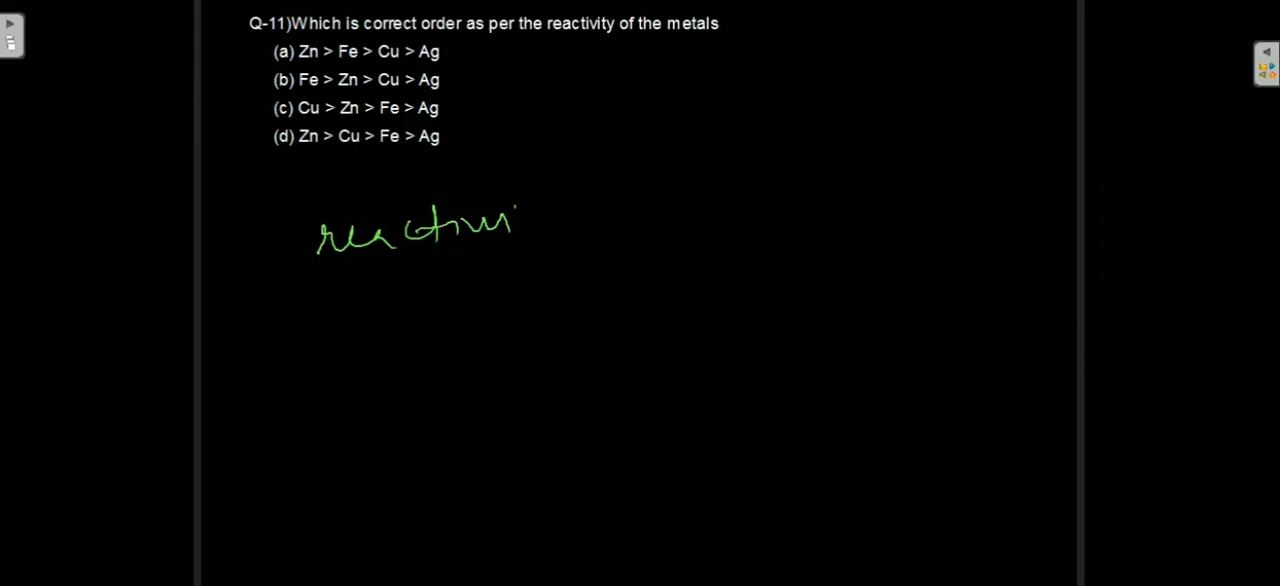 Q-11)Which is correct order as per the reactivity of the metals
(a) Zn > Fe > Cu > Ag
(b) Fe > Zn > Cu > Ag
(c) Cu > Zn > Fe > Ag
(d) Zn > Cu > Fe > Ag
reactivi